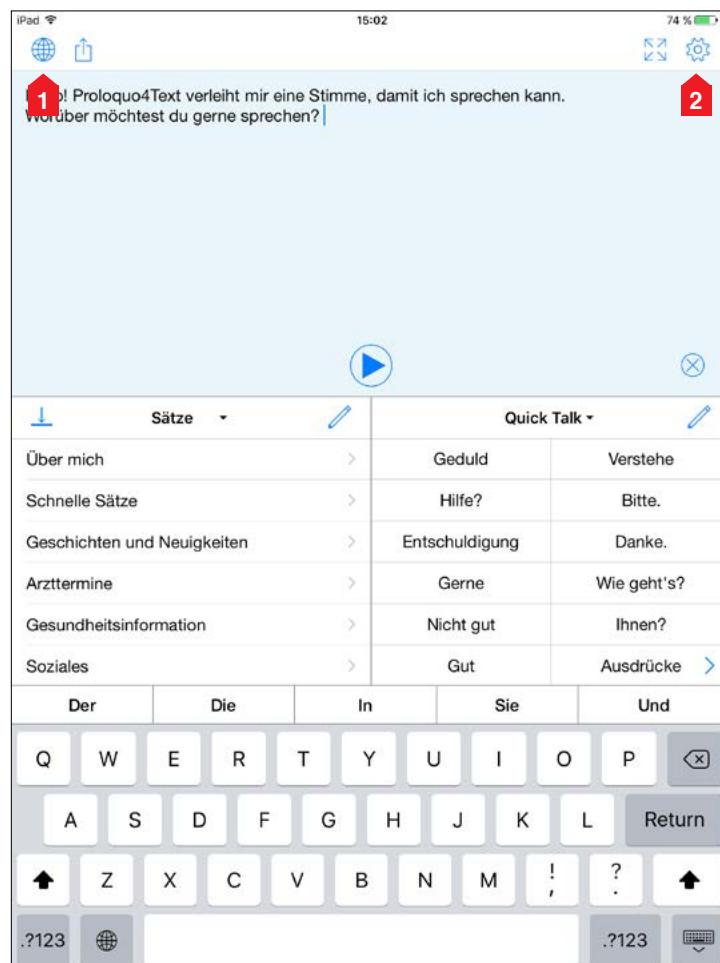 iPad 15:02 74 %
1 2
! Proloquo4Text verleiht mir eine Stimme, damit ich sprechen kann.
Worüber möchtest du gerne sprechen?
Sätze Quick Talk
Über mich Geduld Verstehe
Schnelle Sätze Hilfe? Bitte.
Geschichten und Neuigkeiten Entschuldigung Danke.
Arzttermine Gerne Wie geht's?
Gesundheitsinformation Nicht gut Ihnen?
Soziales Gut Ausdrücke
Der Die In Sie Und
Q W E R T Y U I O P
A S D F G H J K L Return
Z X C V B N M ! , ? .
.?123 .?123